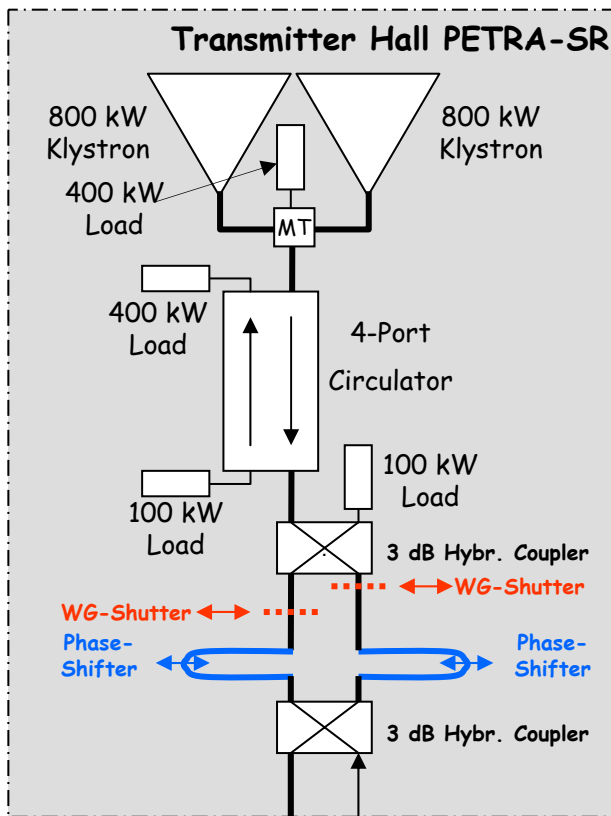 Transmitter Hall PETRA-SR
800 kW
Klystron
800 kW
Klystron
400 kW
Load
MT
400 kW
Load
4-Port
Circulator
100 kW
Load
100 kW
Load
3 dB Hybr. Coupler
WG-Shutter
WG-Shutter
Phase-
Shifter
Phase-
Shifter
3 dB Hybr. Coupler